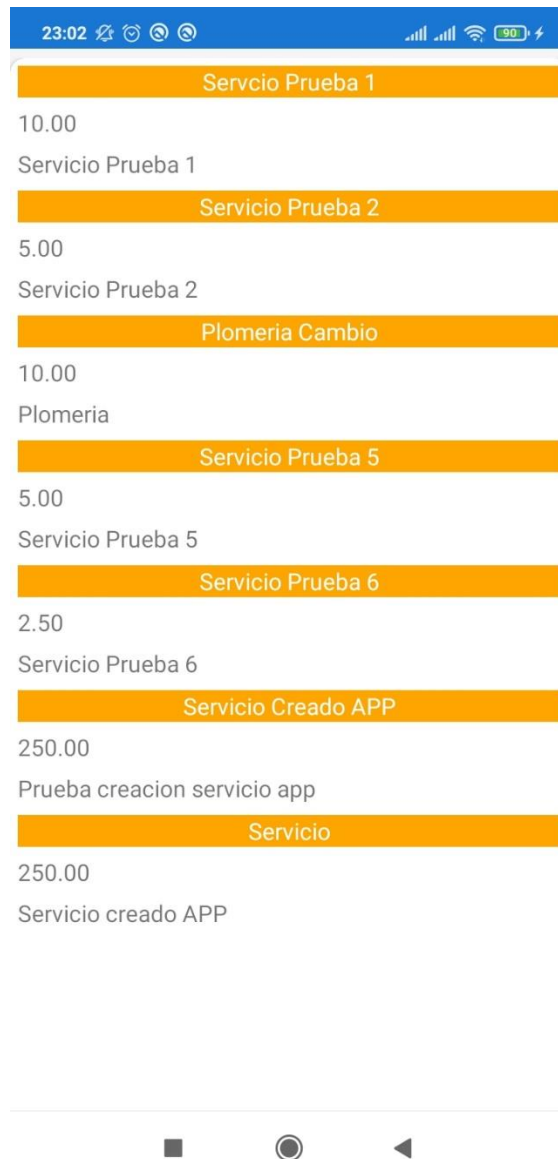 23:02
90
Servcio Prueba 1
10.00
Servicio Prueba 1
Servicio Prueba 2
5.00
Servicio Prueba 2
Plomeria Cambio
10.00
Plomeria
Servicio Prueba 5
5.00
Servicio Prueba 5
Servicio Prueba 6
2.50
Servicio Prueba 6
Servicio Creado APP
250.00
Prueba creacion servicio app
Servicio
250.00
Servicio creado APP